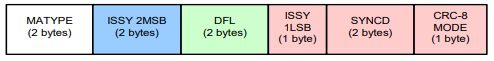 MATYPE
(2 bytes)
ISSY 2MSB
(2 bytes)
DFL
(2 bytes)
ISSY
1LSB
(1 byte)
SYNCD
(2 bytes)
CRC-8
MODE
(1 byte)